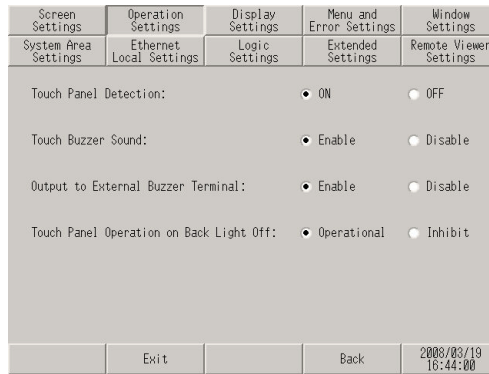 Screen Settings
Operation Settings
Display Settings
Menu and Error Settings
Window Settings
System Area Settings
Ethernet Local Settings
Logic Settings
Extended Settings
Remote Viewer Settings
Touch Panel Detection: ON OFF
Touch Buzzer Sound: Enable Disable
Output to External Buzzer Terminal: Enable Disable
Touch Panel Operation on Back Light Off: Operational Inhibit
Exit
Back
2008/03/19
16:44:00